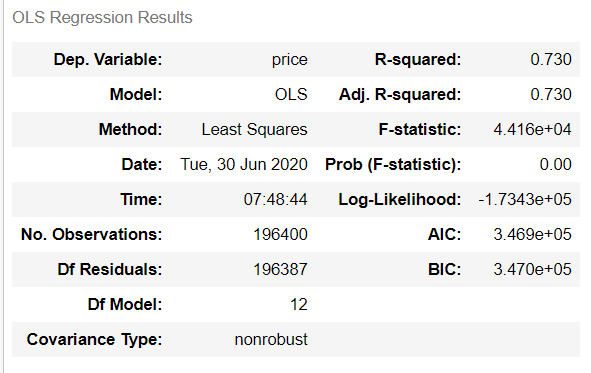 OLS Regression Results
Dep. Variable: price R-squared: 0.730
Model: OLS Adj. R-squared: 0.730
Method: Least Squares F-statistic: 4.416e+04
Date: Tue, 30 Jun 2020 Prob (F-statistic): 0.00
Time: 07:48:44 Log-Likelihood: -1.7343e+05
No. Observations: 196400 AIC: 3.469e+05
Df Residuals: 196387 BIC: 3.470e+05
Df Model: 12
Covariance Type: nonrobust